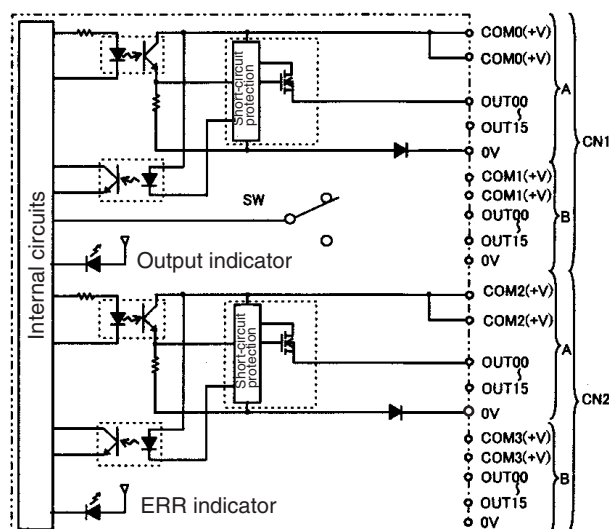 Internal circuits
Short-circuit
protection
SW
Output indicator
COM0(+V)
COM0(+V)
OUT00
OUT15
0V
A
COM1(+V)
COM1(+V)
OUT00
OUT15
0V
B
CN1
Short-circuit
protection
ERR indicator
COM2(+V)
COM2(+V)
OUT00
OUT15
0V
A
COM3(+V)
COM3(+V)
OUT00
OUT15
0V
B
CN2